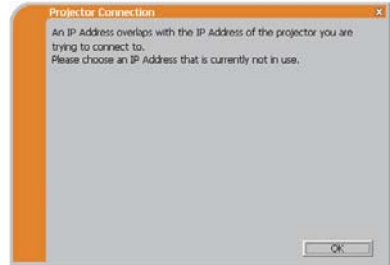 Projector Connection
An IP Address overlaps with the IP Address of the projector you are
trying to connect to.
Please choose an IP Address that is currently not in use.
OK